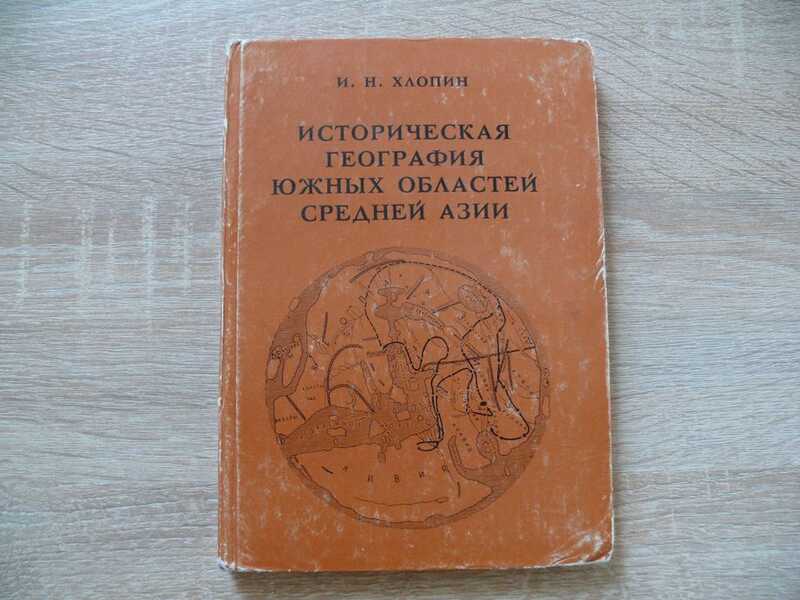 И. Н. ХЛОПИН
ИСТОРИЧЕСКАЯ
ГЕОГРАФИЯ
ЮЖНЫХ ОБЛАСТЕЙ
СРЕДНЕЙ АЗИИ